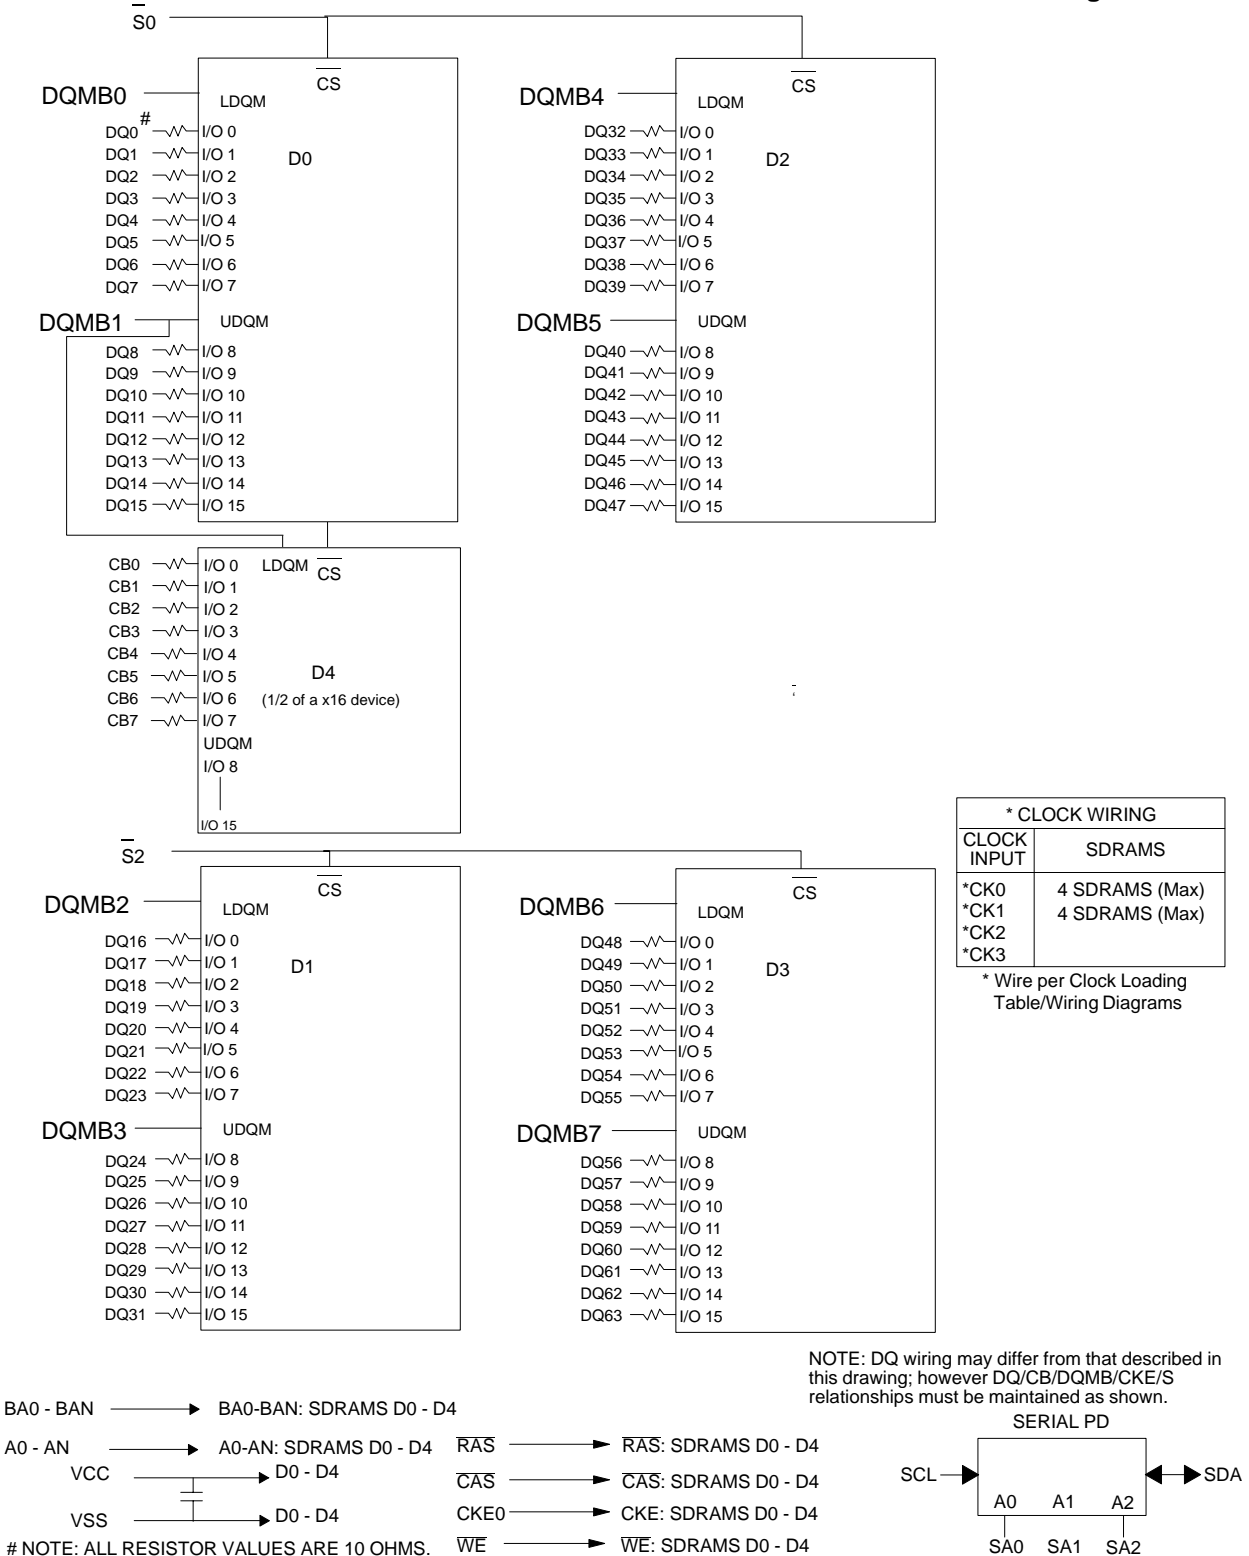 S0
CS
CS
DQMB0
LDQM
#
DQ0 I/O 0
DQ1 I/O 1
D0
DQ2 I/O 2
DQ3 I/O 3
DQ4 I/O 4
DQ5 I/O 5
DQ6 I/O 6
DQ7 I/O 7
DQMB1 UDQM
DQ8 I/O 8
DQ9 I/O 9
DQ10 I/O 10
DQ11 I/O 11
DQ12 I/O 12
DQ13 I/O 13
DQ14 I/O 14
DQ15 I/O 15
DQMB4
LDQM
DQ32 I/O 0
DQ33 I/O 1
D2
DQ34 I/O 2
DQ35 I/O 3
DQ36 I/O 4
DQ37 I/O 5
DQ38 I/O 6
DQ39 I/O 7
DQMB5 UDQM
DQ40 I/O 8
DQ41 I/O 9
DQ42 I/O 10
DQ43 I/O 11
DQ44 I/O 12
DQ45 I/O 13
DQ46 I/O 14
DQ47 I/O 15
CB0 I/O 0 LDQM CS
CB1 I/O 1
CB2 I/O 2
CB3 I/O 3
CB4 I/O 4
CB5 I/O 5
D4
CB6 I/O 6 (1/2 of a x16 device)
CB7 I/O 7
UDQM
I/O 8
I/O 15
* CLOCK WIRING
CLOCK INPUT SDRAMS
*CK0 4 SDRAMS (Max)
*CK1 4 SDRAMS (Max)
*CK2
*CK3
* Wire per Clock Loading
Table/Wiring Diagrams
S2
CS
CS
DQMB2
LDQM
DQ16 I/O 0
DQ17 I/O 1
D1
DQ18 I/O 2
DQ19 I/O 3
DQ20 I/O 4
DQ21 I/O 5
DQ22 I/O 6
DQ23 I/O 7
DQMB3 UDQM
DQ24 I/O 8
DQ25 I/O 9
DQ26 I/O 10
DQ27 I/O 11
DQ28 I/O 12
DQ29 I/O 13
DQ30 I/O 14
DQ31 I/O 15
DQMB6
LDQM
DQ48 I/O 0
DQ49 I/O 1
D3
DQ50 I/O 2
DQ51 I/O 3
DQ52 I/O 4
DQ53 I/O 5
DQ54 I/O 6
DQ55 I/O 7
DQMB7 UDQM
DQ56 I/O 8
DQ57 I/O 9
DQ58 I/O 10
DQ59 I/O 11
DQ60 I/O 12
DQ61 I/O 13
DQ62 I/O 14
DQ63 I/O 15
NOTE: DQ wiring may differ from that described in
this drawing; however DQ/CB/DQMB/CKE/S
relationships must be maintained as shown.
BA0 - BAN BA0-BAN: SDRAMS D0 - D4
A0 - AN A0-AN: SDRAMS D0 - D4
VCC D0 - D4
VSS D0 - D4
# NOTE: ALL RESISTOR VALUES ARE 10 OHMS.
RAS RAS: SDRAMS D0 - D4
CAS CAS: SDRAMS D0 - D4
CKE0 CKE: SDRAMS D0 - D4
WE WE: SDRAMS D0 - D4
SERIAL PD
SCL SDA
A0 A1 A2
SA0 SA1 SA2